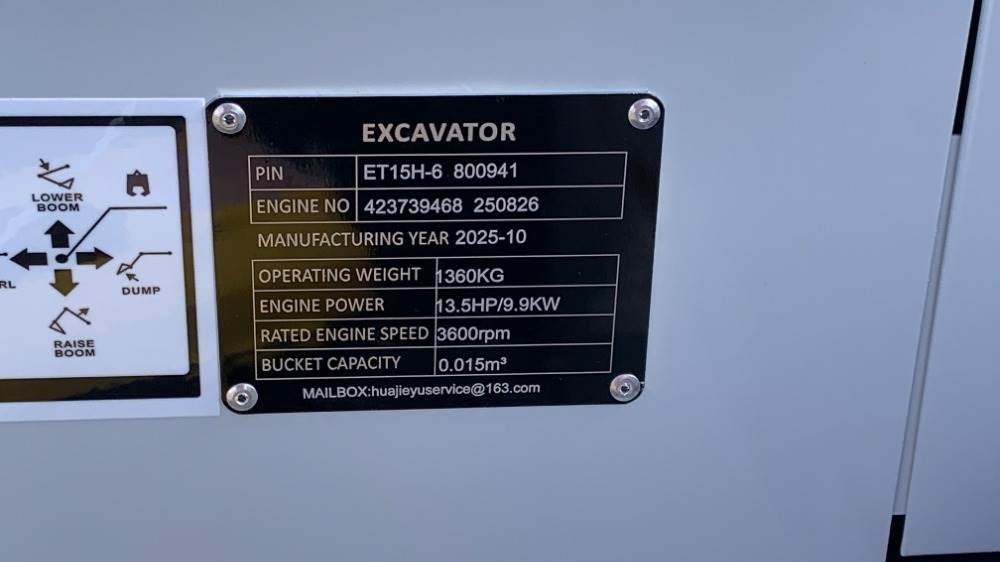 EXCAVATOR
PIN ET15H-6 800941
ENGINE NO 423739468 250826
MANUFACTURING YEAR 2025-10
OPERATING WEIGHT 1360KG
ENGINE POWER 13.5HP/9.9KW
RATED ENGINE SPEED 3600rpm
BUCKET CAPACITY 0.015m³
MAILBOX:huajieyuservice@163.com
LOWER
BOOM
RL
DUMP
RAISE
BOOM